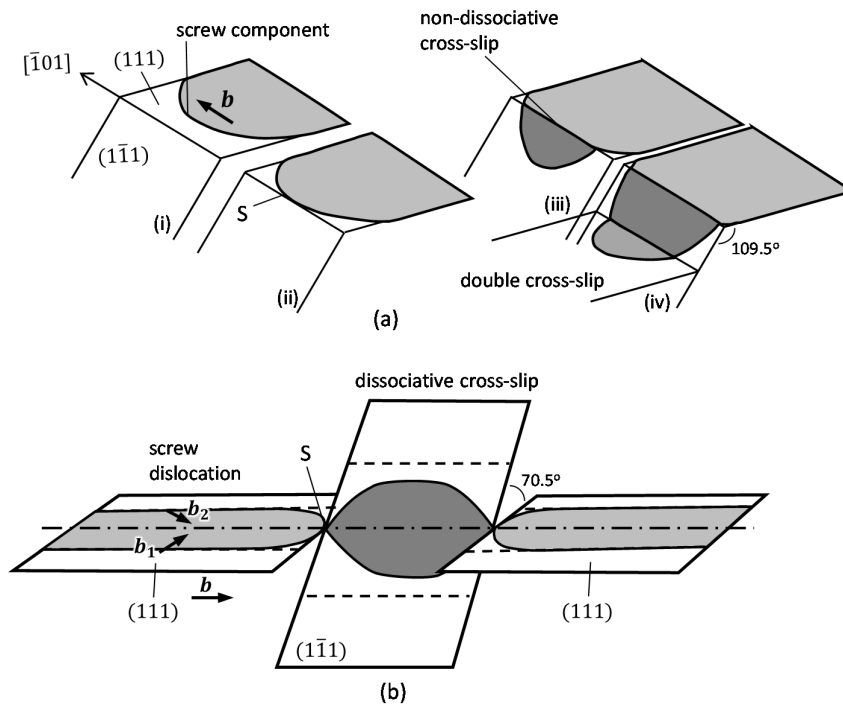 screw component
non-dissociative
cross-slip
[1̄01]
(111)
b
(11̄1)
S
(i)
(ii)
(iii)
(iv)
109.5°
double cross-slip
(a)
dissociative cross-slip
screw
dislocation
S
70.5°
b₂
b₁
(111)
b
(11̄1)
(111)
(b)